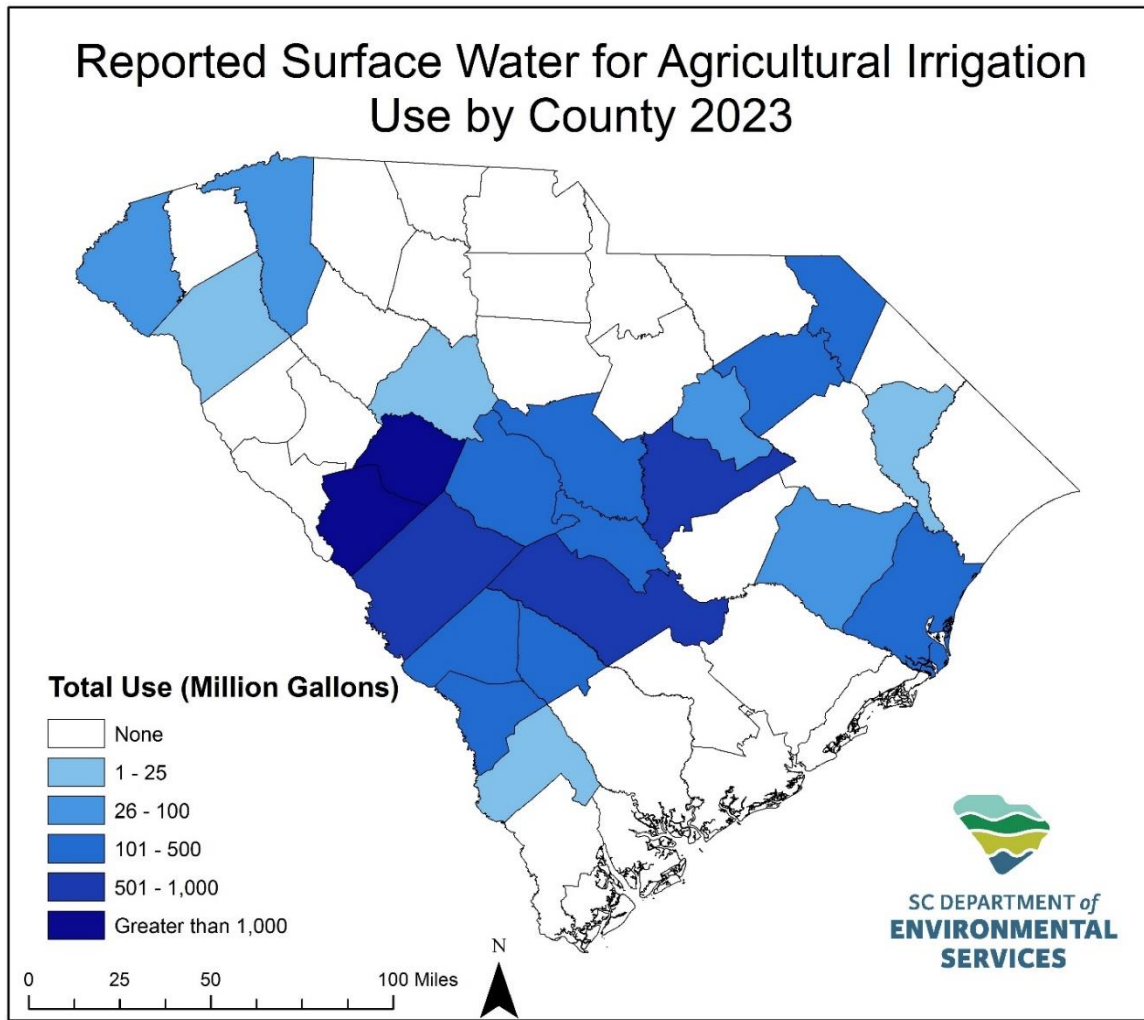 Reported Surface Water for Agricultural Irrigation
Use by County 2023
Total Use (Million Gallons)
None
1 - 25
26 - 100
101 - 500
501 - 1,000
Greater than 1,000
0 25 50 100 Miles
N
SC DEPARTMENT of
ENVIRONMENTAL
SERVICES